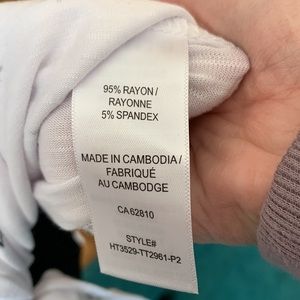 95% RAYON /
RAYONNE
5% SPANDEX
MADE IN CAMBODIA /
FABRIQUÉ
AU CAMBODGE
CA 62810
STYLE#
HT3529-TT2961-P2